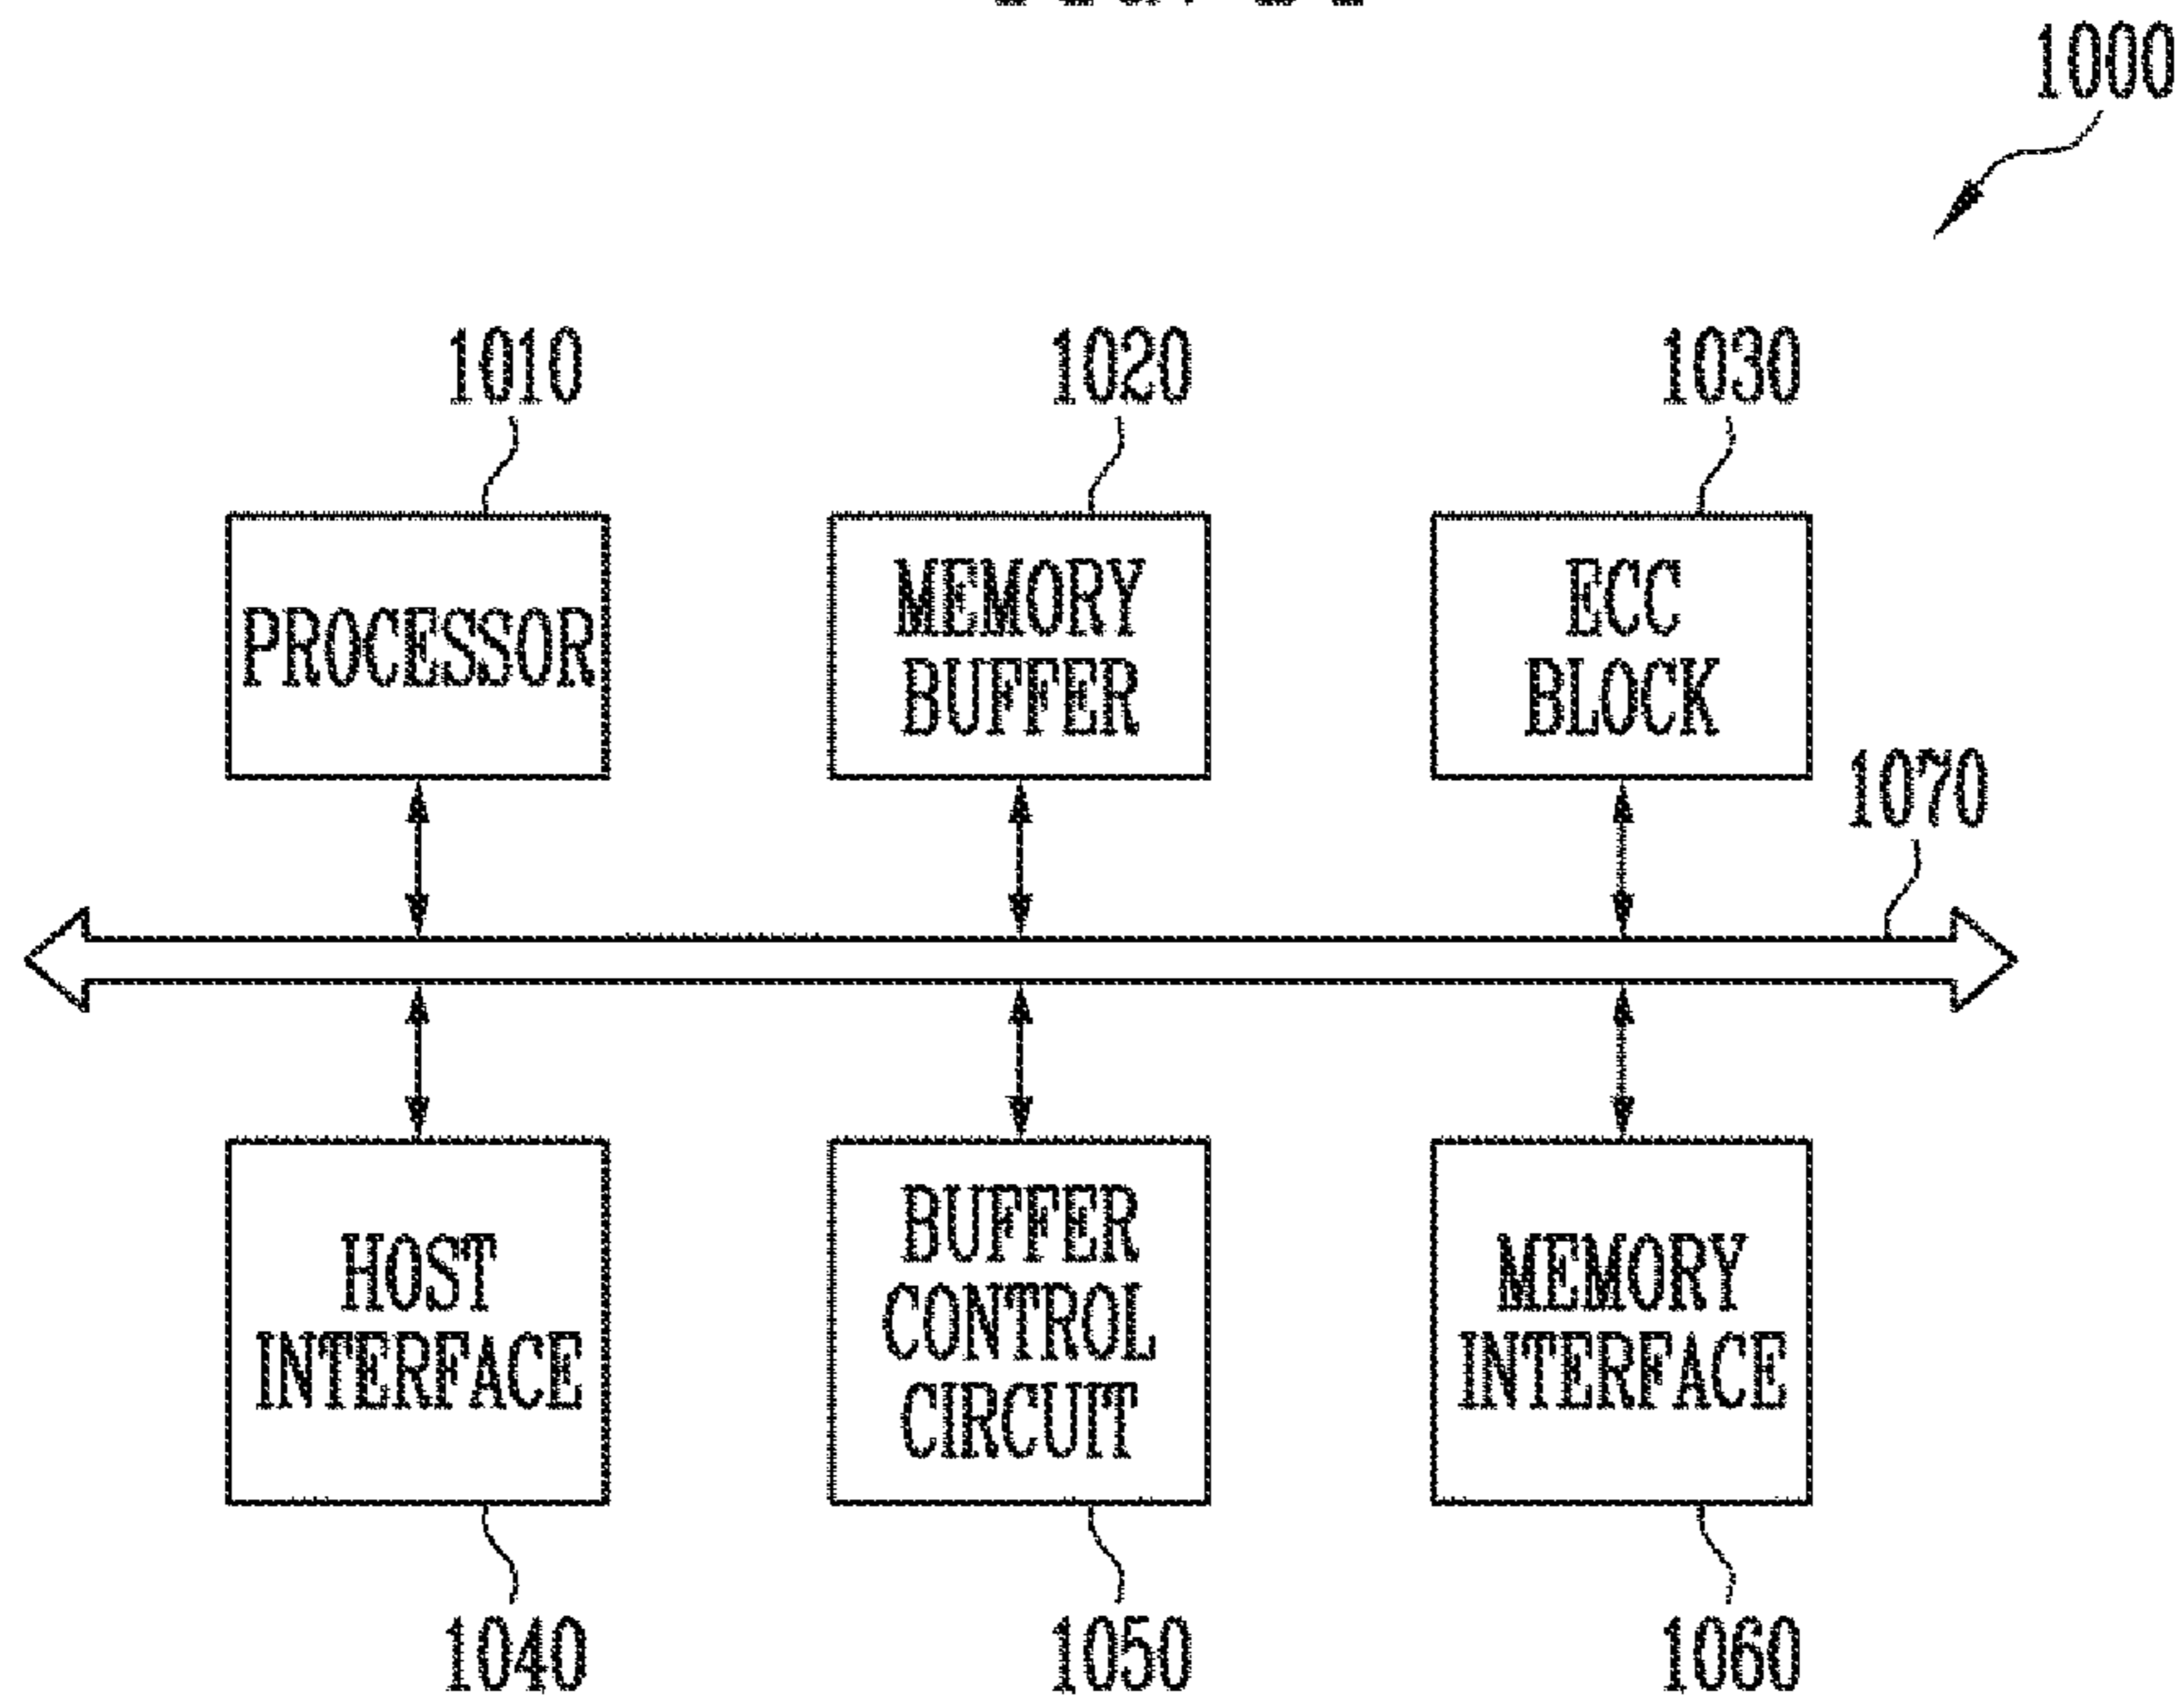 1000
1010
1020
1030
PROCESSOR
MEMORY
BUFFER
ECC
BLOCK
1070
HOST
INTERFACE
BUFFER
CONTROL
CIRCUIT
MEMORY
INTERFACE
1040
1050
1060